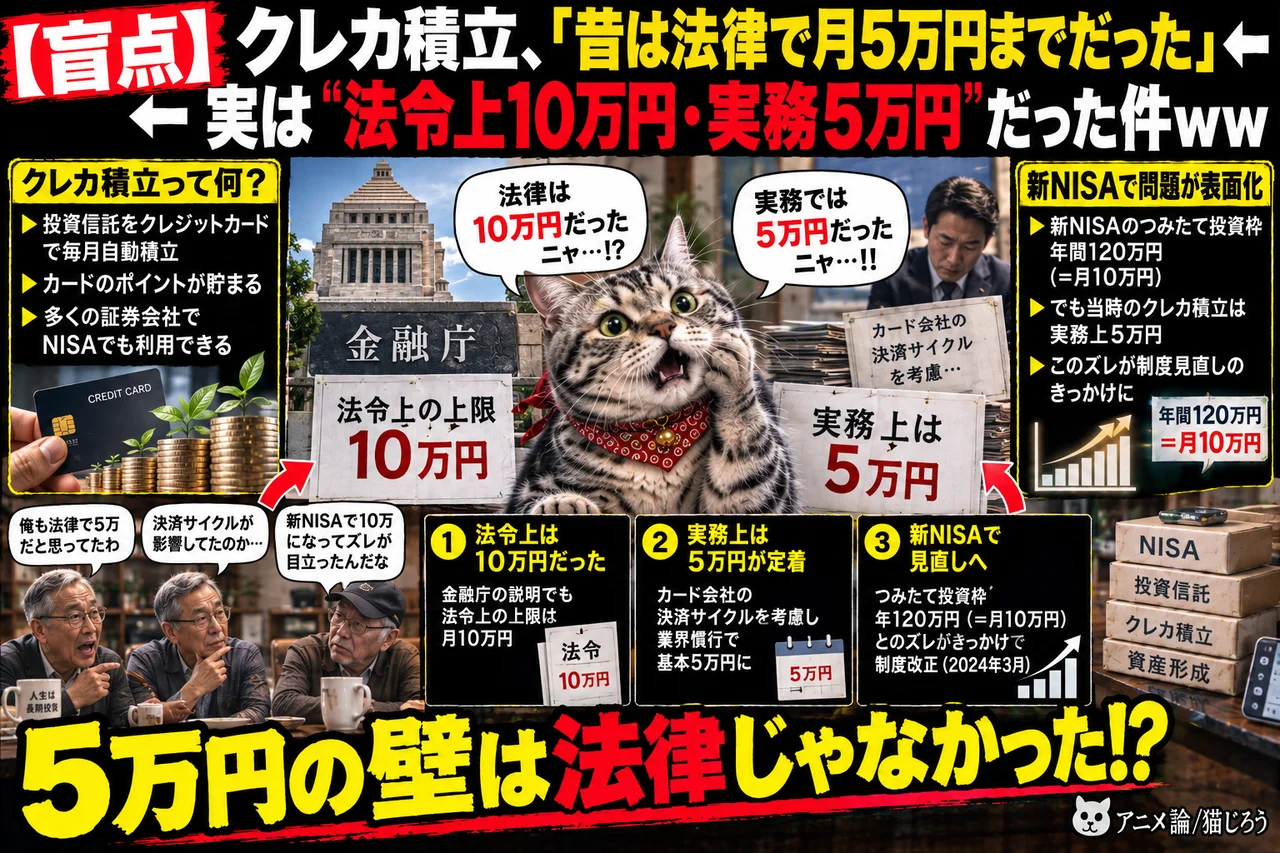 【盲点】クレカ積立、「昔は法律で月5万円までだった」←
← 実は“法令上10万円・実務5万円”だった件ww
クレカ積立って何？
▶ 投資信託をクレジットカード
で毎月自動積立
▶ カードのポイントが貯まる
▶ 多くの証券会社で
NISAでも利用できる
CREDIT CARD
法律は
10万円だった
ニャ…!?
実務では
5万円だった
ニャ…!!
金融庁
法令上の上限
10万円
カード会社の
決済サイクル
を考慮…
実務上は
5万円
新NISAで問題が表面化
▶ 新NISAのつみたて投資枠
年間120万円
(＝月10万円)
▶ でも当時のクレカ積立は
実務上5万円
▶ このズレが制度見直しの
きっかけに
年間120万円
＝月10万円
俺も法律で5万
だと思ってたわ
決済サイクルが
影響してたのか…
新NISAで10万
になってズレが
目立ったんだな
人生は
長期投資
1 法令上は
10万円だった
金融庁の説明でも
法令上の上限は
月10万円
法令
10万円
2 実務上は
5万円が定着
カード会社の
決済サイクルを考慮し
業界慣行で
基本5万円に
5万円
3 新NISAで
見直しへ
つみたて投資枠
年120万円 (＝月10万円)
とのズレがきっかけで
制度改正 (2024年3月)
NISA
投資信託
クレカ積立
資産形成
5万円の壁は法律じゃなかった!?
アニメ論/猫じろう